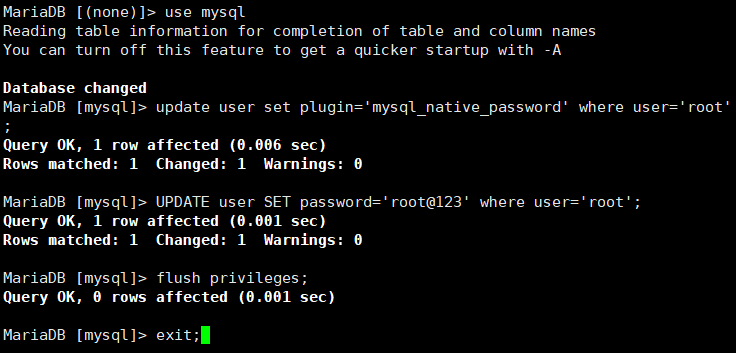 MariaDB [(none)]> use mysql
Reading table information for completion of table and column names
You can turn off this feature to get a quicker startup with -A
Database changed
MariaDB [mysql]> update user set plugin='mysql_native_password' where user='root'
;
Query OK, 1 row affected (0.006 sec)
Rows matched: 1  Changed: 1  Warnings: 0
MariaDB [mysql]> UPDATE user SET password='root@123' where user='root';
Query OK, 1 row affected (0.001 sec)
Rows matched: 1  Changed: 1  Warnings: 0
MariaDB [mysql]> flush privileges;
Query OK, 0 rows affected (0.001 sec)
MariaDB [mysql]> exit;